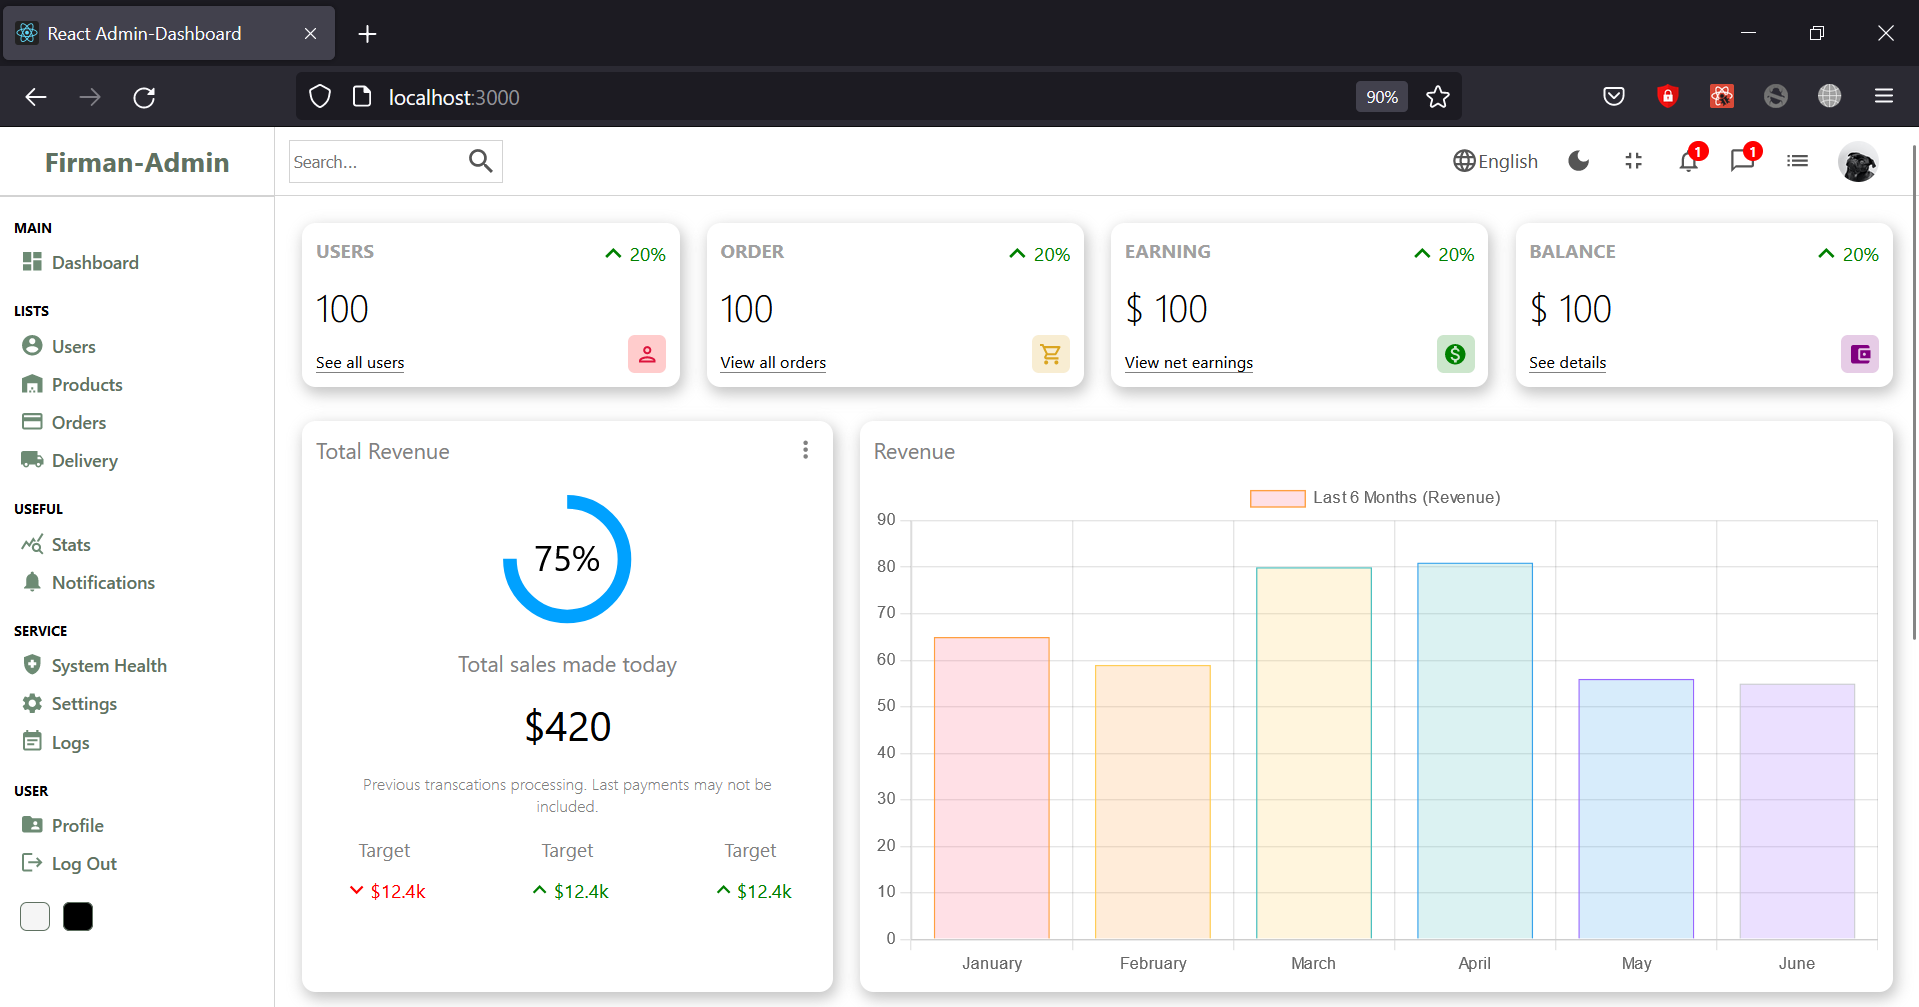 React Admin-Dashboard
localhost:3000
90%
Firman-Admin
Search...
English
1
1
MAIN
Dashboard
LISTS
Users
Products
Orders
Delivery
USEFUL
Stats
Notifications
SERVICE
System Health
Settings
Logs
USER
Profile
Log Out
USERS
20%
100
See all users
ORDER
20%
100
View all orders
EARNING
20%
$ 100
View net earnings
BALANCE
20%
$ 100
See details
Total Revenue
75%
Total sales made today
$420
Previous transcations processing. Last payments may not be
included.
Target Target Target
$12.4k $12.4k $12.4k
Revenue
Last 6 Months (Revenue)
90
80
70
60
50
40
30
20
10
0
January February March April May June